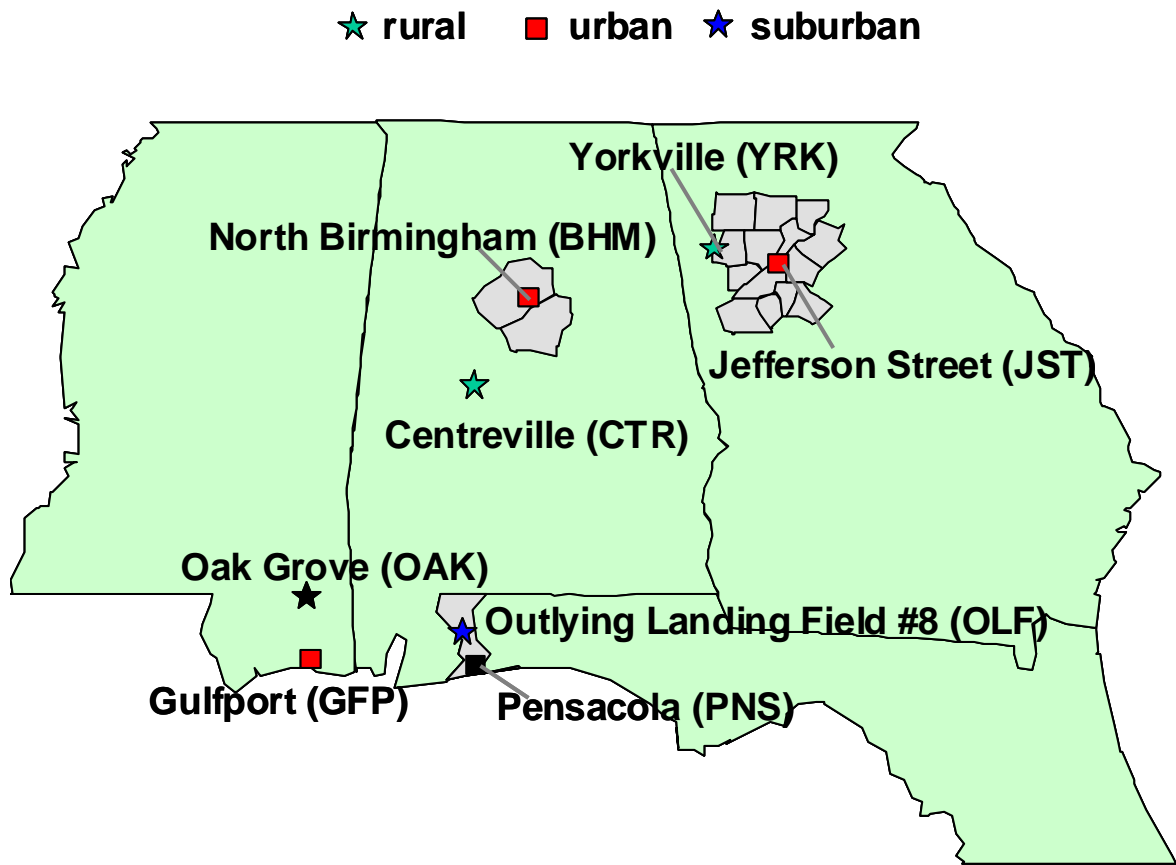 rural urban suburban
Yorkville (YRK)
North Birmingham (BHM)
Jefferson Street (JST)
Centreville (CTR)
Oak Grove (OAK)
Outlying Landing Field #8 (OLF)
Gulfport (GFP)
Pensacola (PNS)